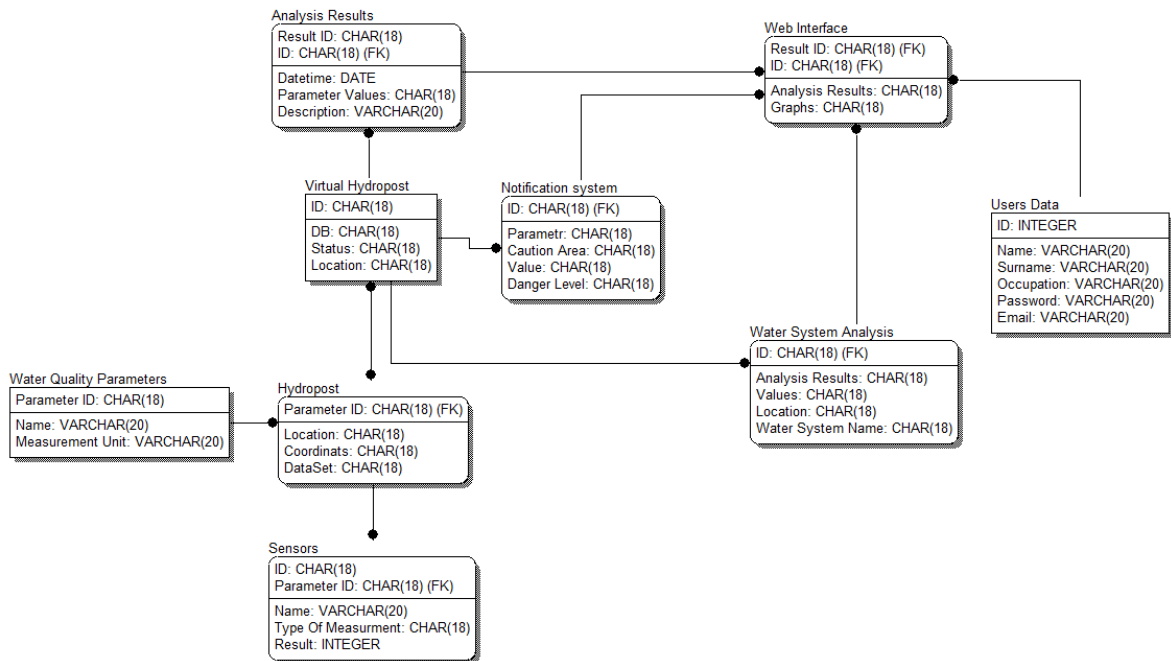 Analysis Results
Result ID: CHAR(18)
ID: CHAR(18) (FK)
Datetime: DATE
Parameter Values: CHAR(18)
Description: VARCHAR(20)
Web Interface
Result ID: CHAR(18) (FK)
ID: CHAR(18) (FK)
Analysis Results: CHAR(18)
Graphs: CHAR(18)
Virtual Hydropost
ID: CHAR(18)
DB: CHAR(18)
Status: CHAR(18)
Location: CHAR(18)
Notification system
ID: CHAR(18) (FK)
Parametr: CHAR(18)
Caution Area: CHAR(18)
Value: CHAR(18)
Danger Level: CHAR(18)
Users Data
ID: INTEGER
Name: VARCHAR(20)
Surname: VARCHAR(20)
Occupation: VARCHAR(20)
Password: VARCHAR(20)
Email: VARCHAR(20)
Water System Analysis
ID: CHAR(18) (FK)
Analysis Results: CHAR(18)
Values: CHAR(18)
Location: CHAR(18)
Water System Name: CHAR(18)
Water Quality Parameters
Parameter ID: CHAR(18)
Name: VARCHAR(20)
Measurement Unit: VARCHAR(20)
Hydropost
Parameter ID: CHAR(18) (FK)
Location: CHAR(18)
Coordinats: CHAR(18)
DataSet: CHAR(18)
Sensors
ID: CHAR(18)
Parameter ID: CHAR(18) (FK)
Name: VARCHAR(20)
Type Of Measurment: CHAR(18)
Result: INTEGER